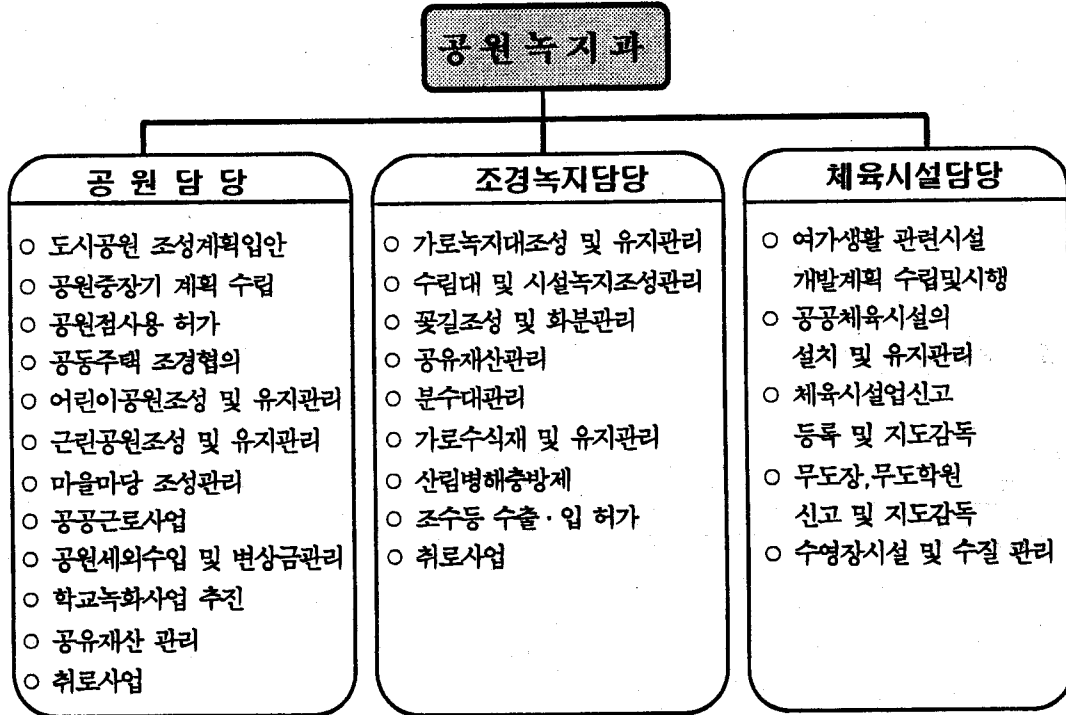 공원녹지과
공 원 담 당
○ 도시공원 조성계획입안
○ 공원중장기 계획 수립
○ 공원점사용 허가
○ 공동주택 조경협의
○ 어린이공원조성 및 유지관리
○ 근린공원조성 및 유지관리
○ 마을마당 조성관리
○ 공공근로사업
○ 공원세외수입 및 변상금관리
○ 학교녹화사업 추진
○ 공유재산 관리
○ 취로사업
조경녹지담당
○ 가로녹지대조성 및 유지관리
○ 수림대 및 시설녹지조성관리
○ 꽃길조성 및 화분관리
○ 공유재산관리
○ 분수대관리
○ 가로수식재 및 유지관리
○ 산림병해충방제
○ 조수등 수출·입 허가
○ 취로사업
체육시설담당
○ 여가생활 관련시설
개발계획 수립및시행
○ 공공체육시설의
설치 및 유지관리
○ 체육시설업신고
등록 및 지도감독
○ 무도장,무도학원
신고 및 지도감독
○ 수영장시설 및 수질 관리